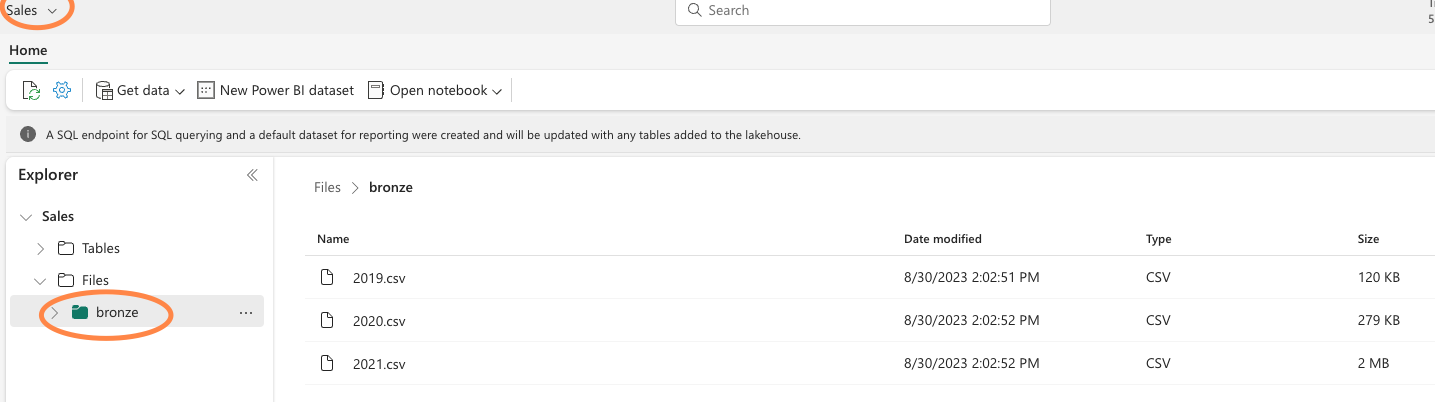 Sales
Search
5
Home
Get data
New Power BI dataset
Open notebook
A SQL endpoint for SQL querying and a default dataset for reporting were created and will be updated with any tables added to the lakehouse.
Explorer
Files > bronze
Sales
Tables
Files
bronze ...
Name Date modified Type Size
2019.csv 8/30/2023 2:02:51 PM CSV 120 KB
2020.csv 8/30/2023 2:02:52 PM CSV 279 KB
2021.csv 8/30/2023 2:02:52 PM CSV 2 MB